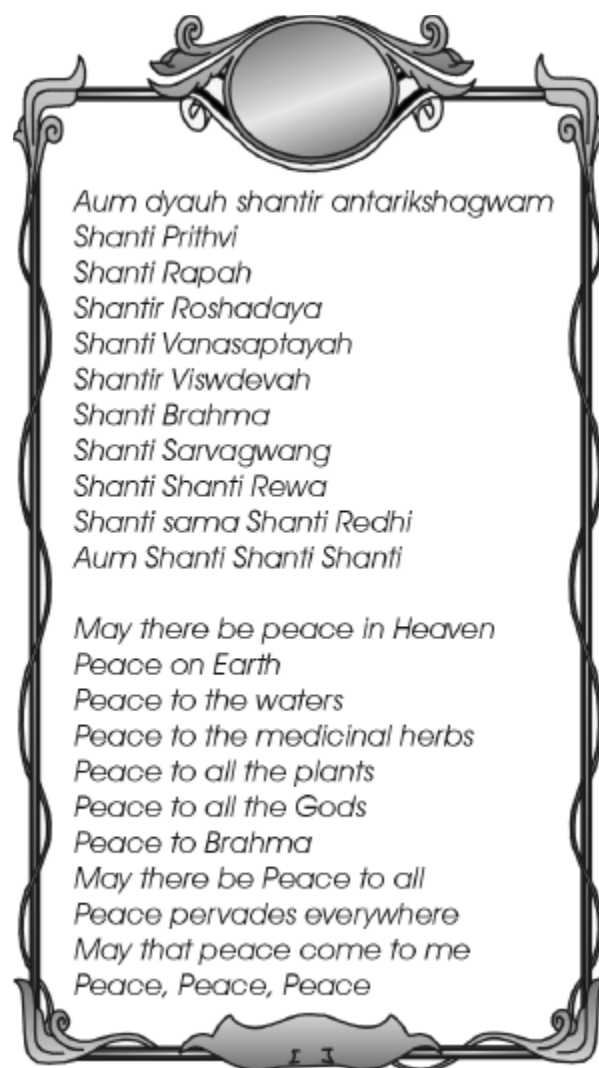 Aum dyauh shantir antarikshagwam
Shanti Prithvi
Shanti Rapah
Shantir Roshadaya
Shanti Vanasaptayah
Shantir Viswdevah
Shanti Brahma
Shanti Sarvagwang
Shanti Shanti Rewa
Shanti sama Shanti Redhi
Aum Shanti Shanti Shanti
May there be peace in Heaven
Peace on Earth
Peace to the waters
Peace to the medicinal herbs
Peace to all the plants
Peace to all the Gods
Peace to Brahma
May there be Peace to all
Peace pervades everywhere
May that peace come to me
Peace, Peace, Peace